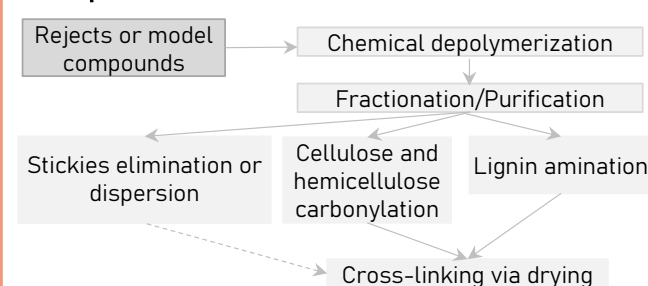 Rejects or model
compounds
Chemical depolymerization
Fractionation/Purification
Stickies elimination or
dispersion
Cellulose and
hemicellulose
carbonylation
Lignin amination
Cross-linking via drying